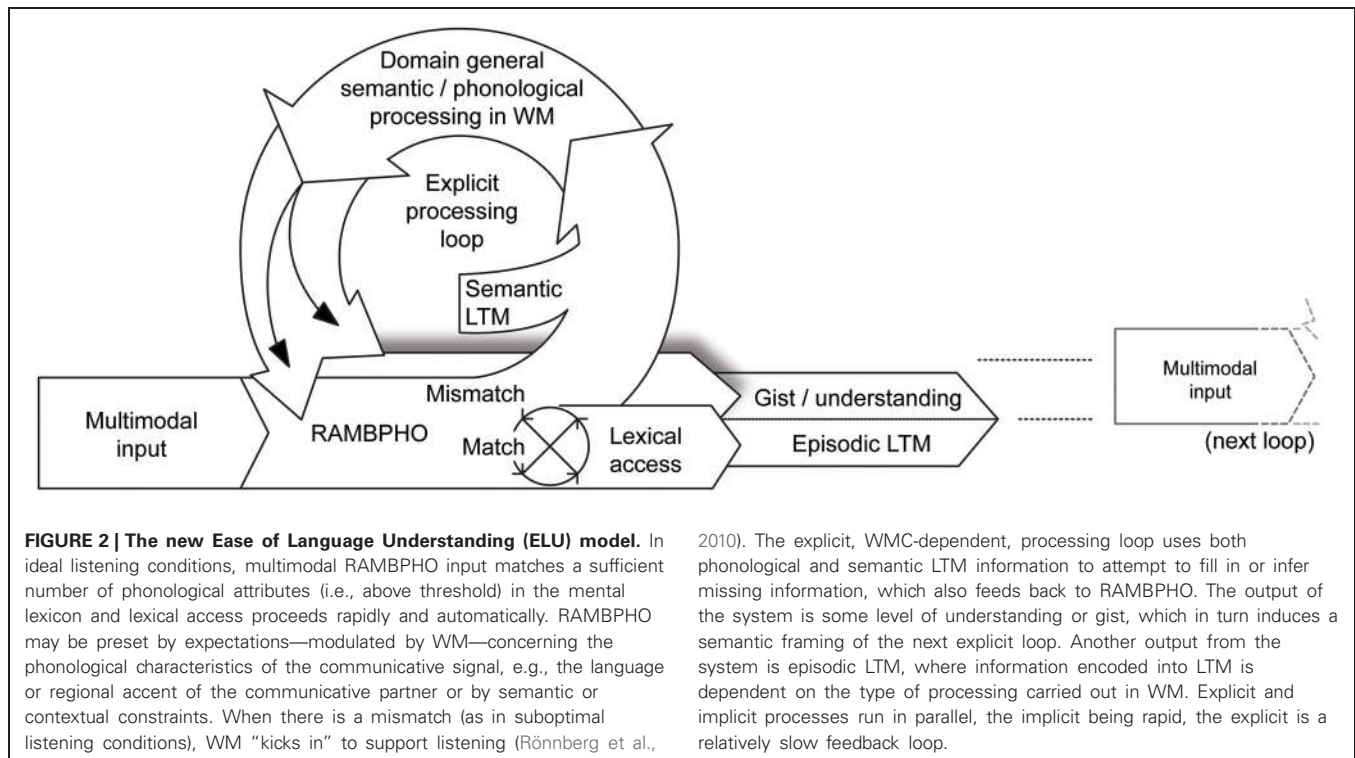 Domain general
semantic / phonological
processing in WM
Explicit
processing
loop
Semantic
LTM
Multimodal
input
RAMBPHO
Mismatch
Match
Lexical
access
Gist / understanding
Episodic LTM
Multimodal
input
(next loop)
FIGURE 2 | The new Ease of Language Understanding (ELU) model. In
ideal listening conditions, multimodal RAMBPHO input matches a sufficient
number of phonological attributes (i.e., above threshold) in the mental
lexicon and lexical access proceeds rapidly and automatically. RAMBPHO
may be preset by expectations—modulated by WM—concerning the
phonological characteristics of the communicative signal, e.g., the language
or regional accent of the communicative partner or by semantic or
contextual constraints. When there is a mismatch (as in suboptimal
listening conditions), WM “kicks in” to support listening (Rönnberg et al.,
2010). The explicit, WMC-dependent, processing loop uses both
phonological and semantic LTM information to attempt to fill in or infer
missing information, which also feeds back to RAMBPHO. The output of
the system is some level of understanding or gist, which in turn induces a
semantic framing of the next explicit loop. Another output from the
system is episodic LTM, where information encoded into LTM is
dependent on the type of processing carried out in WM. Explicit and
implicit processes run in parallel, the implicit being rapid, the explicit is a
relatively slow feedback loop.